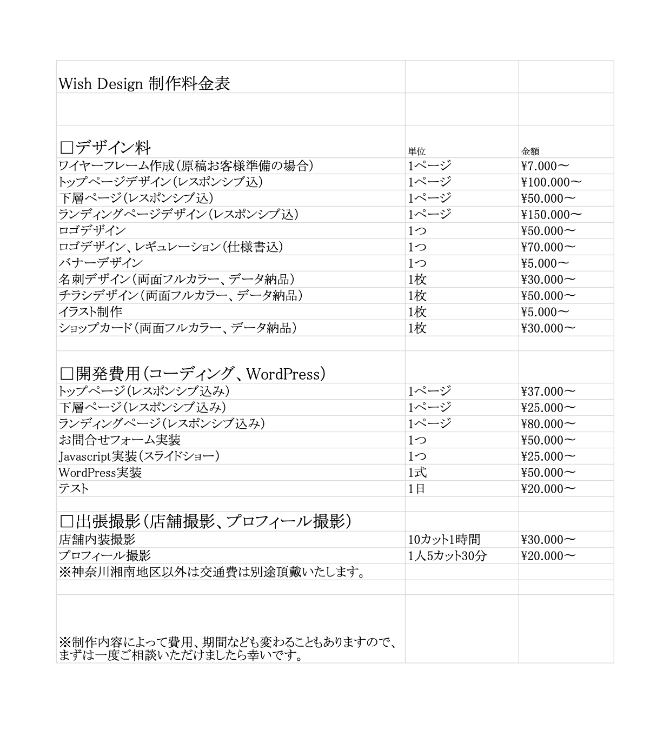 Wish Design 制作料金表
□デザイン料 単位 金額
ワイヤーフレーム作成（原稿お客様準備の場合） 1ページ ¥7.000〜
トップページデザイン（レスポンシブ込） 1ページ ¥100.000〜
下層ページ（レスポンシブ込） 1ページ ¥50.000〜
ランディングページデザイン（レスポンシブ込） 1ページ ¥150.000〜
ロゴデザイン 1つ ¥50.000〜
ロゴデザイン、レギュレーション（仕様書込） 1つ ¥70.000〜
バナーデザイン 1つ ¥5.000〜
名刺デザイン（両面フルカラー、データ納品） 1枚 ¥30.000〜
チラシデザイン（両面フルカラー、データ納品） 1枚 ¥50.000〜
イラスト制作 1枚 ¥5.000〜
ショップカード（両面フルカラー、データ納品） 1枚 ¥30.000〜
□開発費用（コーディング、WordPress）
トップページ（レスポンシブ込み） 1ページ ¥37.000〜
下層ページ（レスポンシブ込み） 1ページ ¥25.000〜
ランディングページ（レスポンシブ込み） 1ページ ¥80.000〜
お問合せフォーム実装 1つ ¥50.000〜
Javascript実装（スライドショー） 1つ ¥25.000〜
WordPress実装 1式 ¥50.000〜
テスト 1日 ¥20.000〜
□出張撮影（店舗撮影、プロフィール撮影）
店舗内装撮影 10カット1時間 ¥30.000〜
プロフィール撮影 1人5カット30分 ¥20.000〜
※神奈川湘南地区以外は交通費は別途頂戴いたします。
※制作内容によって費用、期間なども変わることもありますので、
まずは一度ご相談いただけましたら幸いです。